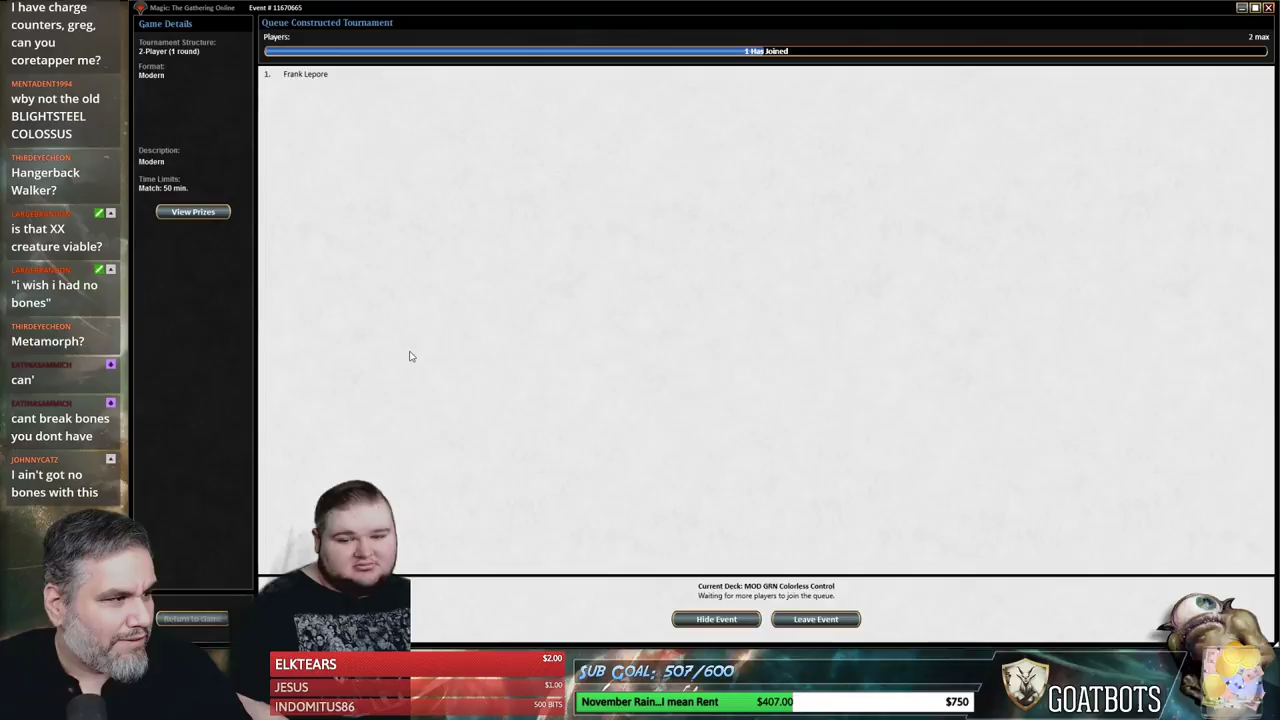 I have charge
counters, greg,
can you
coretapper me?
MENTADENT1994
wby not the old
BLIGHTSTEEL
COLOSSUS
THIRDEYECHEON
Hangerback
Walker?
is that XX
creature viable?
"i wish i had no
bones"
THIRDEYECHEON
Metamorph?
EATINASAMMICH
can'
EATINASAMMICH
cant break bones
you dont have
JOHNNYCATZ
I ain't got no
bones with this
Magic: The Gathering Online Event # 11670665
Game Details
Tournament Structure:
2-Player (1 round)
Format:
Modern
Description:
Modern
Time Limits:
Match: 50 min.
View Prizes
Return to Game
Queue Constructed Tournament
Players: 2 max
1 Has Joined
1. Frank Lepore
Current Deck: MOD GRN Colorless Control
Waiting for more players to join the queue.
Hide Event Leave Event
ELKTEARS $2.00
JESUS $1.00
INDOMITUS86 500 BITS
SUB GOAL: 507/600
November Rain...I mean Rent $407.00 $750
GOATBOTS